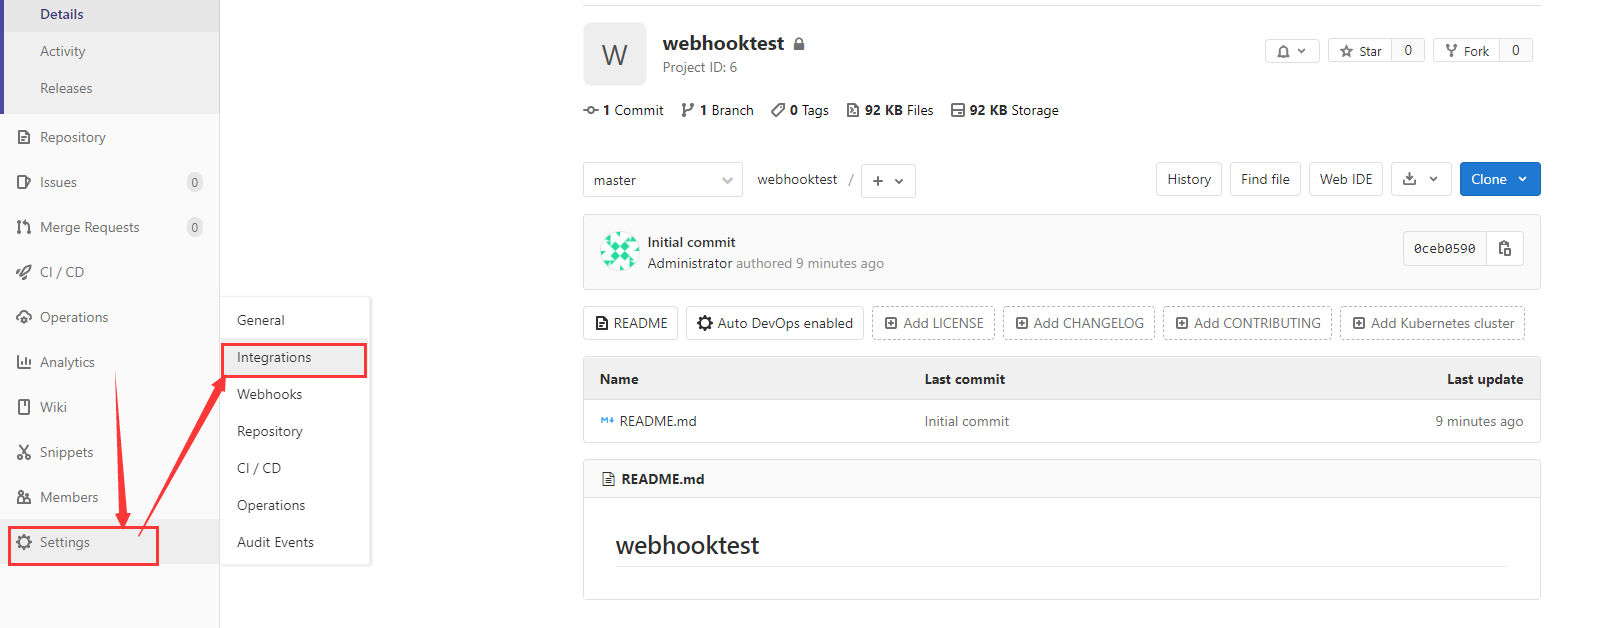 Details
Activity
Releases
Repository
Issues 0
Merge Requests 0
CI / CD
Operations
Analytics
Wiki
Snippets
Members
Settings
General
Integrations
Webhooks
Repository
CI / CD
Operations
Audit Events
W
webhooktest
Project ID: 6
Star 0
Fork 0
1 Commit 1 Branch 0 Tags 92 KB Files 92 KB Storage
master webhooktest / +
History Find file Web IDE Clone
Initial commit
Administrator authored 9 minutes ago
0ceb0590
README Auto DevOps enabled Add LICENSE Add CHANGELOG Add CONTRIBUTING Add Kubernetes cluster
Name Last commit Last update
M↓ README.md Initial commit 9 minutes ago
README.md
webhooktest